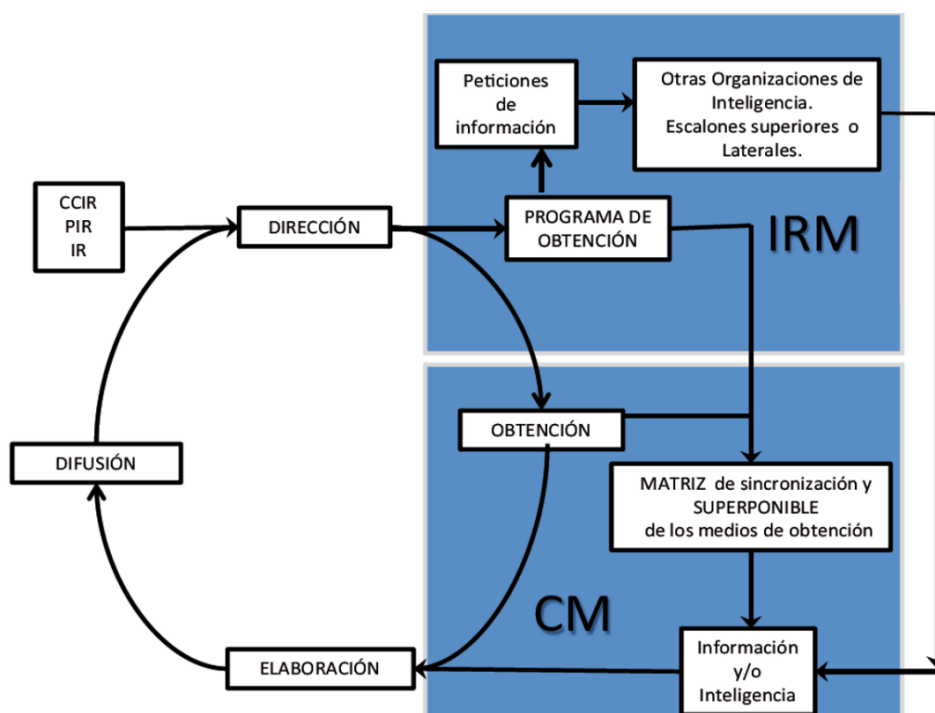 Peticiones
de
información
Otras Organizaciones de
Inteligencia.
Escalones superiores o
Laterales.
CCIR
PIR
IR
DIRECCIÓN
PROGRAMA DE
OBTENCIÓN
IRM
OBTENCIÓN
DIFUSIÓN
MATRIZ de sincronización y
SUPERPONIBLE
de los medios de obtención
CM
ELABORACIÓN
Información
y/o
Inteligencia